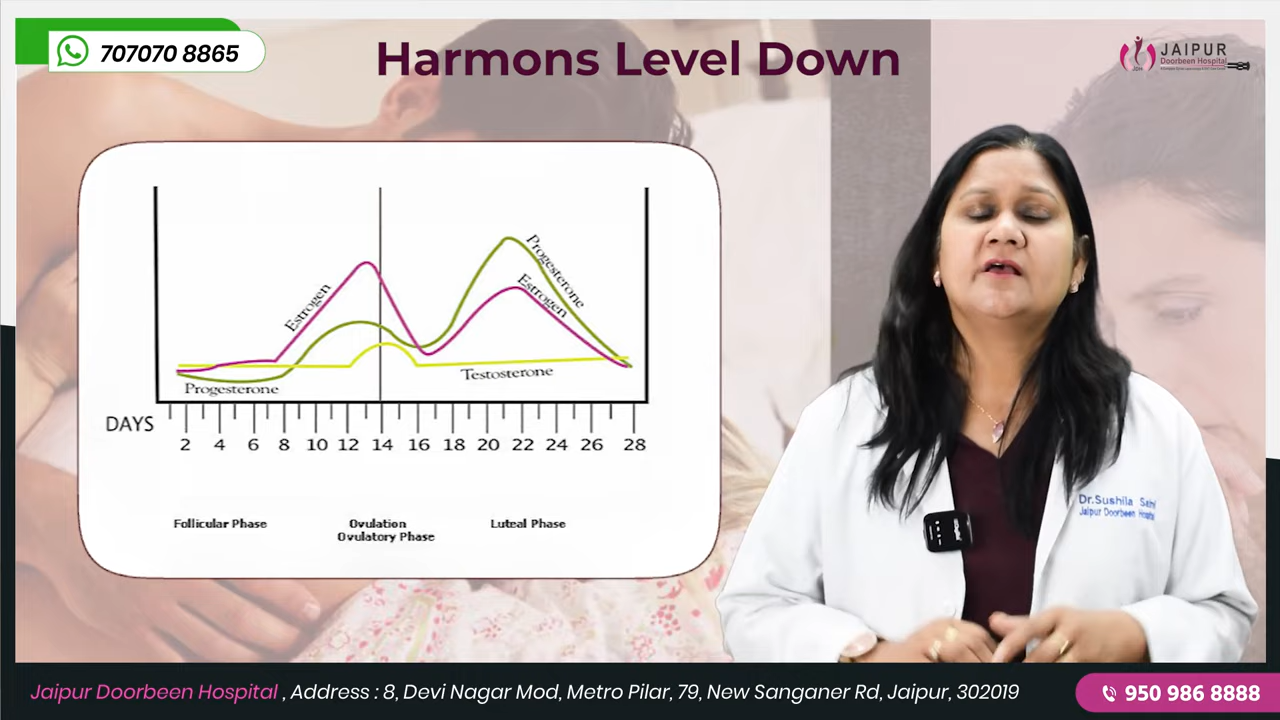 707070 8865
Harmons Level Down
JAIPUR
Doorbeen Hospital
Estrogen
Progesterone
Estrogen
Progesterone
Testosterone
DAYS
2 4 6 8 10 12 14 16 18 20 22 24 26 28
Follicular Phase
Ovulation
Ovulatory Phase
Luteal Phase
Dr.Sushila
Jaipur Doorbeen Hospital
Jaipur Doorbeen Hospital , Address : 8, Devi Nagar Mod, Metro Pilar, 79, New Sanganer Rd, Jaipur, 302019
950 986 8888